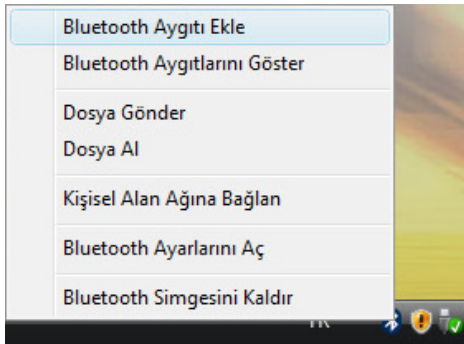 Bluetooth Aygıtı Ekle
Bluetooth Aygıtlarını Göster
Dosya Gönder
Dosya Al
Kişisel Alan Ağına Bağlan
Bluetooth Ayarlarını Aç
Bluetooth Simgesini Kaldır